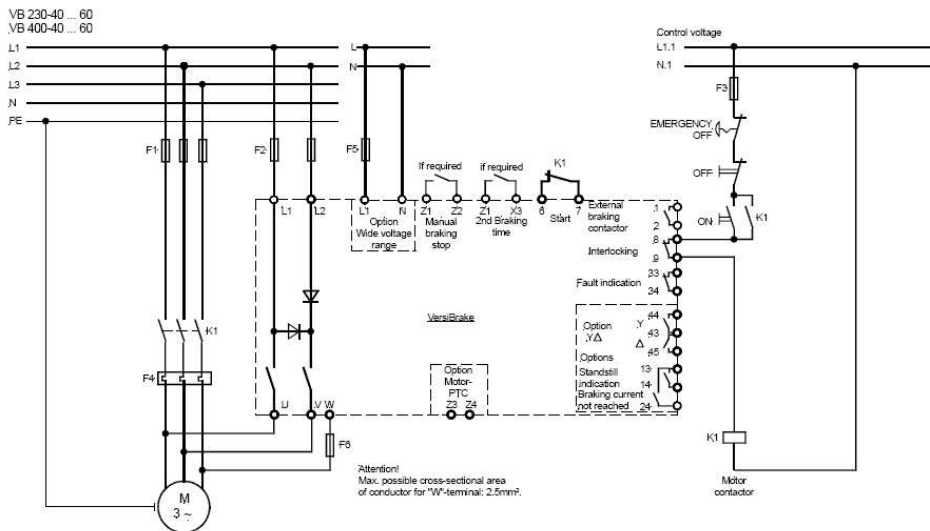 VB 230-40 ... 60
VB 400-40 ... 60
L1
L2
L3
N
PE
L
N
Control voltage
L1.1
N.1
F1
F2
F5
F3
EMERGENCY
OFF
OFF
ON
K1
If required
if required
K1
L1
L2
L1
N
Z1
Z2
Z1
X3
6
7
Option
Wide voltage
range
Manual
braking
stop
2nd Braking
time
Start
External
braking
contactor
1
2
8
Interlocking
9
33
Fault indication
34
VersiBrake
Option
Y Δ
Y
Δ
44
43
45
Options
Standstill
indication
Braking current
not reached
13
14
24
K1
F4
Option
Motor-
PTC
Z3
Z4
U
V
W
F6
K1
Motor
contactor
Attention!
Max. possible cross-sectional area
of conductor for "W"-terminal: 2.5mm².
M
3 ~